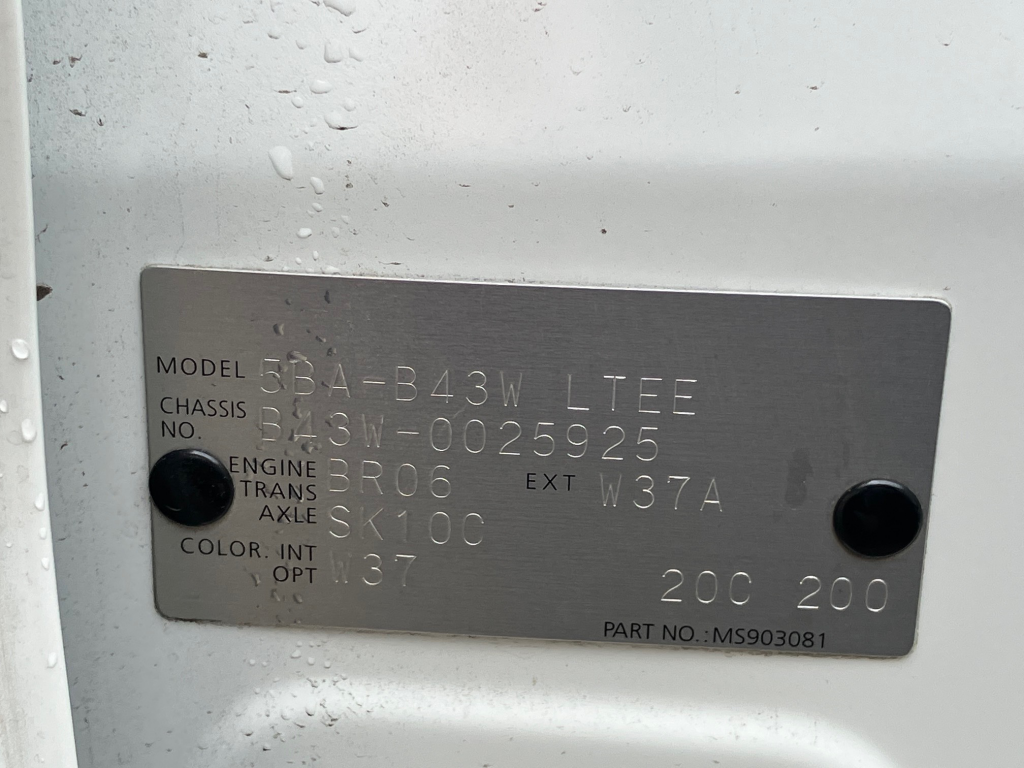 MODEL 5BA-B43W LTEE
CHASSIS NO. B43W-0025925
ENGINE BR06 EXT W37A
TRANS AXLE SK10C
COLOR. INT OPT W37 20C 200
PART NO.:MS903081